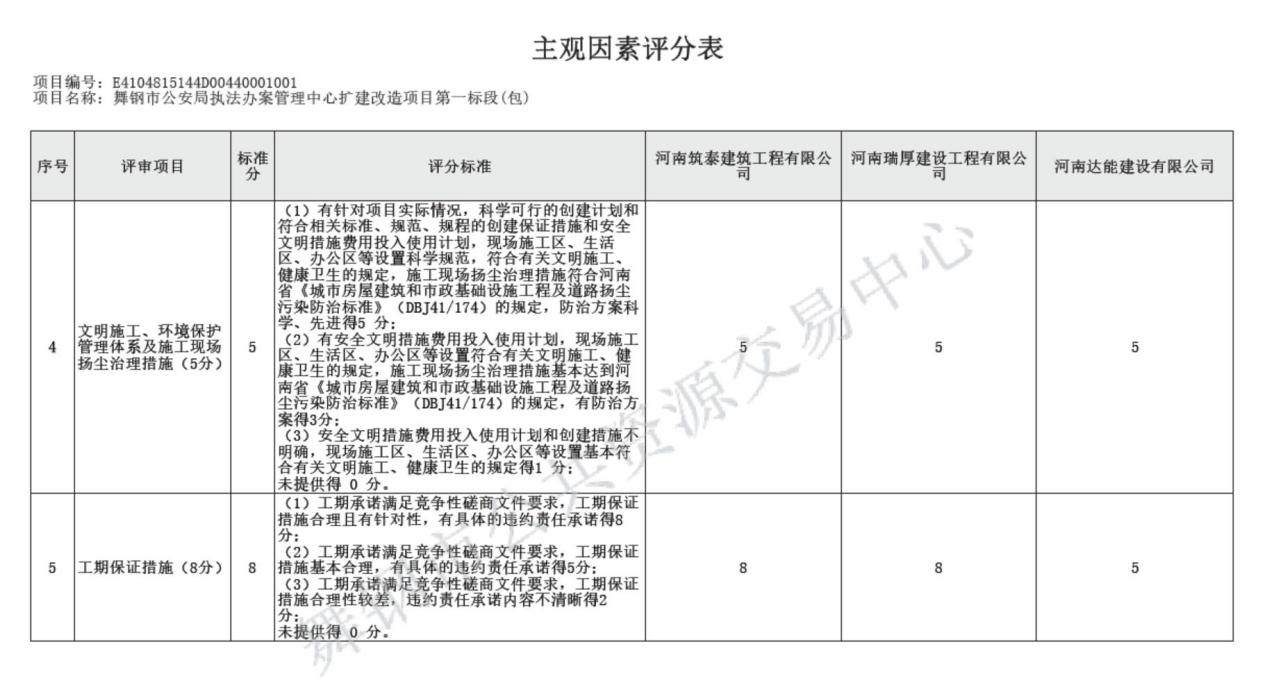 主观因素评分表
项目编号：E4104815144D00440001001
项目名称：舞钢市公安局执法办案管理中心扩建改造项目第一标段(包)
序号
评审项目
标准
分
评分标准
河南筑泰建筑工程有限公
司
河南瑞厚建设工程有限公
司
河南达能建设有限公司
4
文明施工、环境保护
管理体系及施工现场
扬尘治理措施（5分）
5
（1）有针对项目实际情况，科学可行的创建计划和
符合相关标准、规范、规程的创建保证措施和安全
文明措施费用投入使用计划，现场施工区、生活
区、办公区等设置科学规范，符合有关文明施工、
健康卫生的规定，施工现场扬尘治理措施符合河南
省《城市房屋建筑和市政基础设施工程及道路扬尘
污染防治标准》（DBJ41/174）的规定，防治方案科
学、先进得5 分；
（2）有安全文明措施费用投入使用计划，现场施工
区、生活区、办公区等设置符合有关文明施工、健
康卫生的规定，施工现场扬尘治理措施基本达到河
南省《城市房屋建筑和市政基础设施工程及道路扬
尘污染防治标准》（DBJ41/174）的规定，有防治方
案得3分；
（3）安全文明措施费用投入使用计划和创建措施不
明确，现场施工区、生活区、办公区等设置基本符
合有关文明施工、健康卫生的规定得1 分；
未提供得 0 分。
5
5
5
5
工期保证措施（8分）
8
（1）工期承诺满足竞争性磋商文件要求，工期保证
措施合理且有针对性，有具体的违约责任承诺得8
分；
（2）工期承诺满足竞争性磋商文件要求，工期保证
措施基本合理，有具体的违约责任承诺得5分；
（3）工期承诺满足竞争性磋商文件要求，工期保证
措施合理性较差，违约责任承诺内容不清晰得2
分；
未提供得 0 分。
8
8
5
舞钢市公共资源交易中心